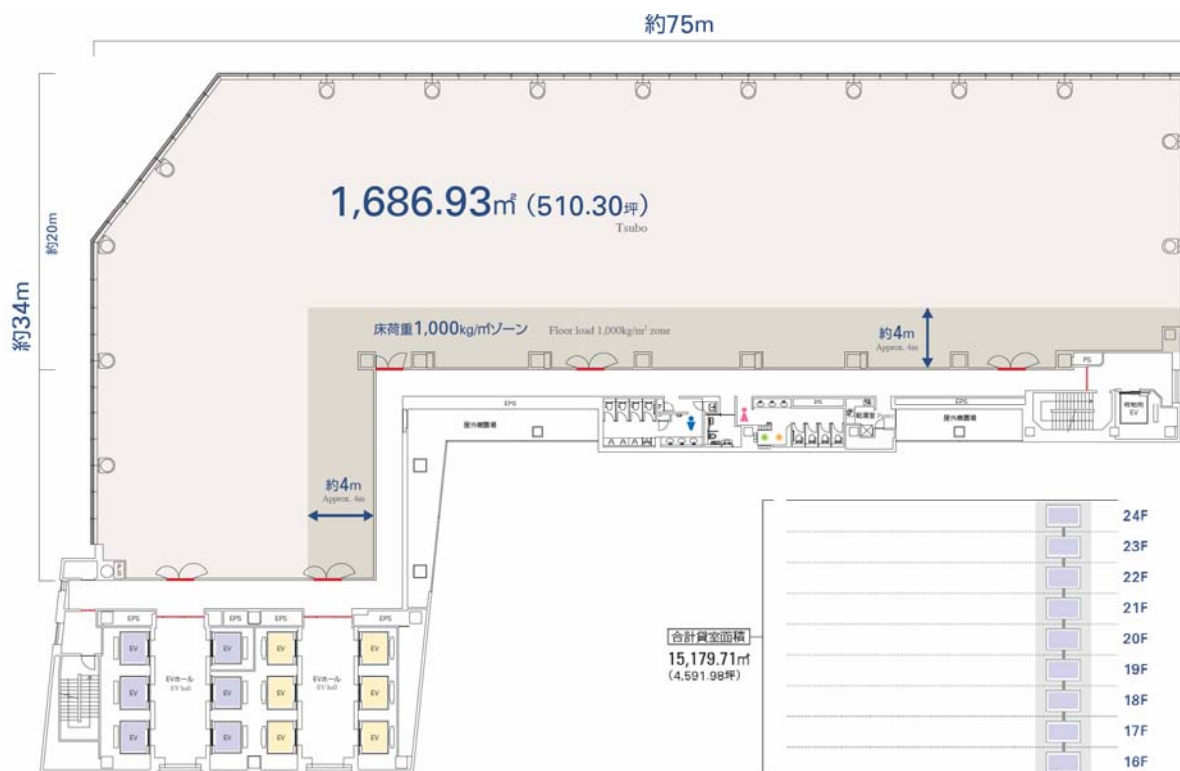 約75m
約34m
約20m
1,686.93㎡ (510.30坪)
Tsubo
床荷重1,000kg/㎡ゾーン Floor load 1,000kg/m² zone
約4m
Approx. 4m
PS
EPS
EPS
屋外機置場
屋外機置場
給湯室
荷物用
EV
約4m
Approx. 4m
EPS
EPS
EPS
EPS
EV
EV
EV
EV
EVホール
EV hall
EVホール
EV hall
EV
EV
EV
EV
EV
EV
EV
EV
24F
23F
22F
21F
20F
19F
18F
17F
16F
合計貸室面積
15,179.71㎡
(4,591.98坪)